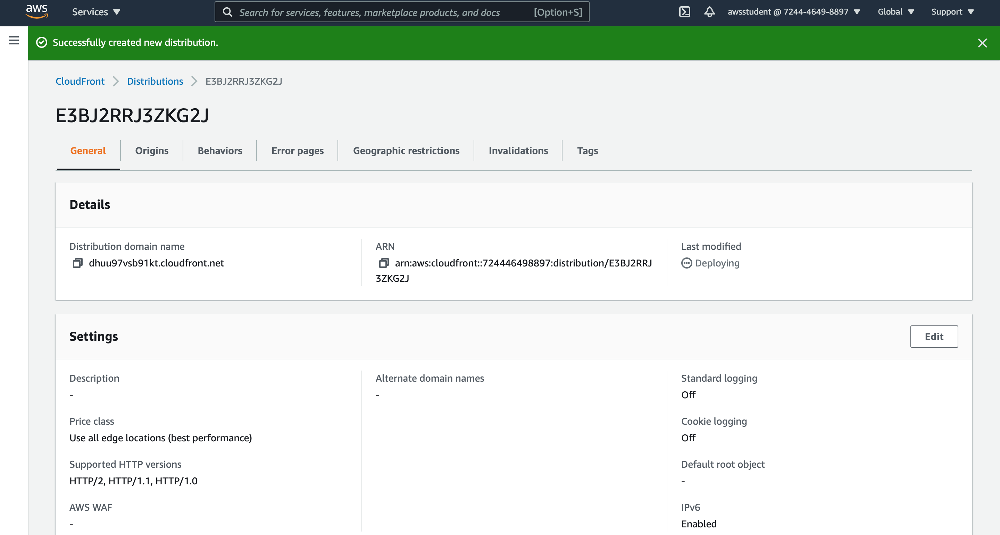 aws
Services
Search for services, features, marketplace products, and docs
[Option+S]
awsstudent @ 7244-4649-8897
Global
Support
Successfully created new distribution.
CloudFront
Distributions
E3BJ2RRJ3ZKG2J
E3BJ2RRJ3ZKG2J
General
Origins
Behaviors
Error pages
Geographic restrictions
Invalidations
Tags
Details
Distribution domain name
dhuu97vsb91kt.cloudfront.net
ARN
arn:aws:cloudfront::724446498897:distribution/E3BJ2RRJ
3ZKG2J
Last modified
Deploying
Settings
Edit
Description
-
Price class
Use all edge locations (best performance)
Supported HTTP versions
HTTP/2, HTTP/1.1, HTTP/1.0
AWS WAF
-
Alternate domain names
-
Standard logging
Off
Cookie logging
Off
Default root object
-
IPv6
Enabled